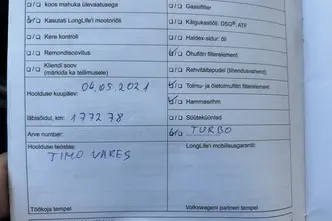 koos mahuka ülevaatusega
Gaasifilter
Kasutati LongLife'i mootoriõli
Käigukastiõli: DSG®, ATF
Kere kontroll
Haldex-sidur: õli
Remondisoovitus
Õhufiltri filterelement
Kliendi soov
(märkida ka tellimusele)
Rehvitäitepudel (tihendusvahend)
Hoolduse kuupäev: 04.05.2021
Tolmu- ja õietolmufiltri filterelement
Hammasrihm
läbisõidul, km: 177278
Süüteküünlad
Arve number:
TURBO
Hoolduse teostas:
LongLife'i mobiilsusgarantii:
TIMO VARES
Töökoja tempel
Volkswageni partneri tempel